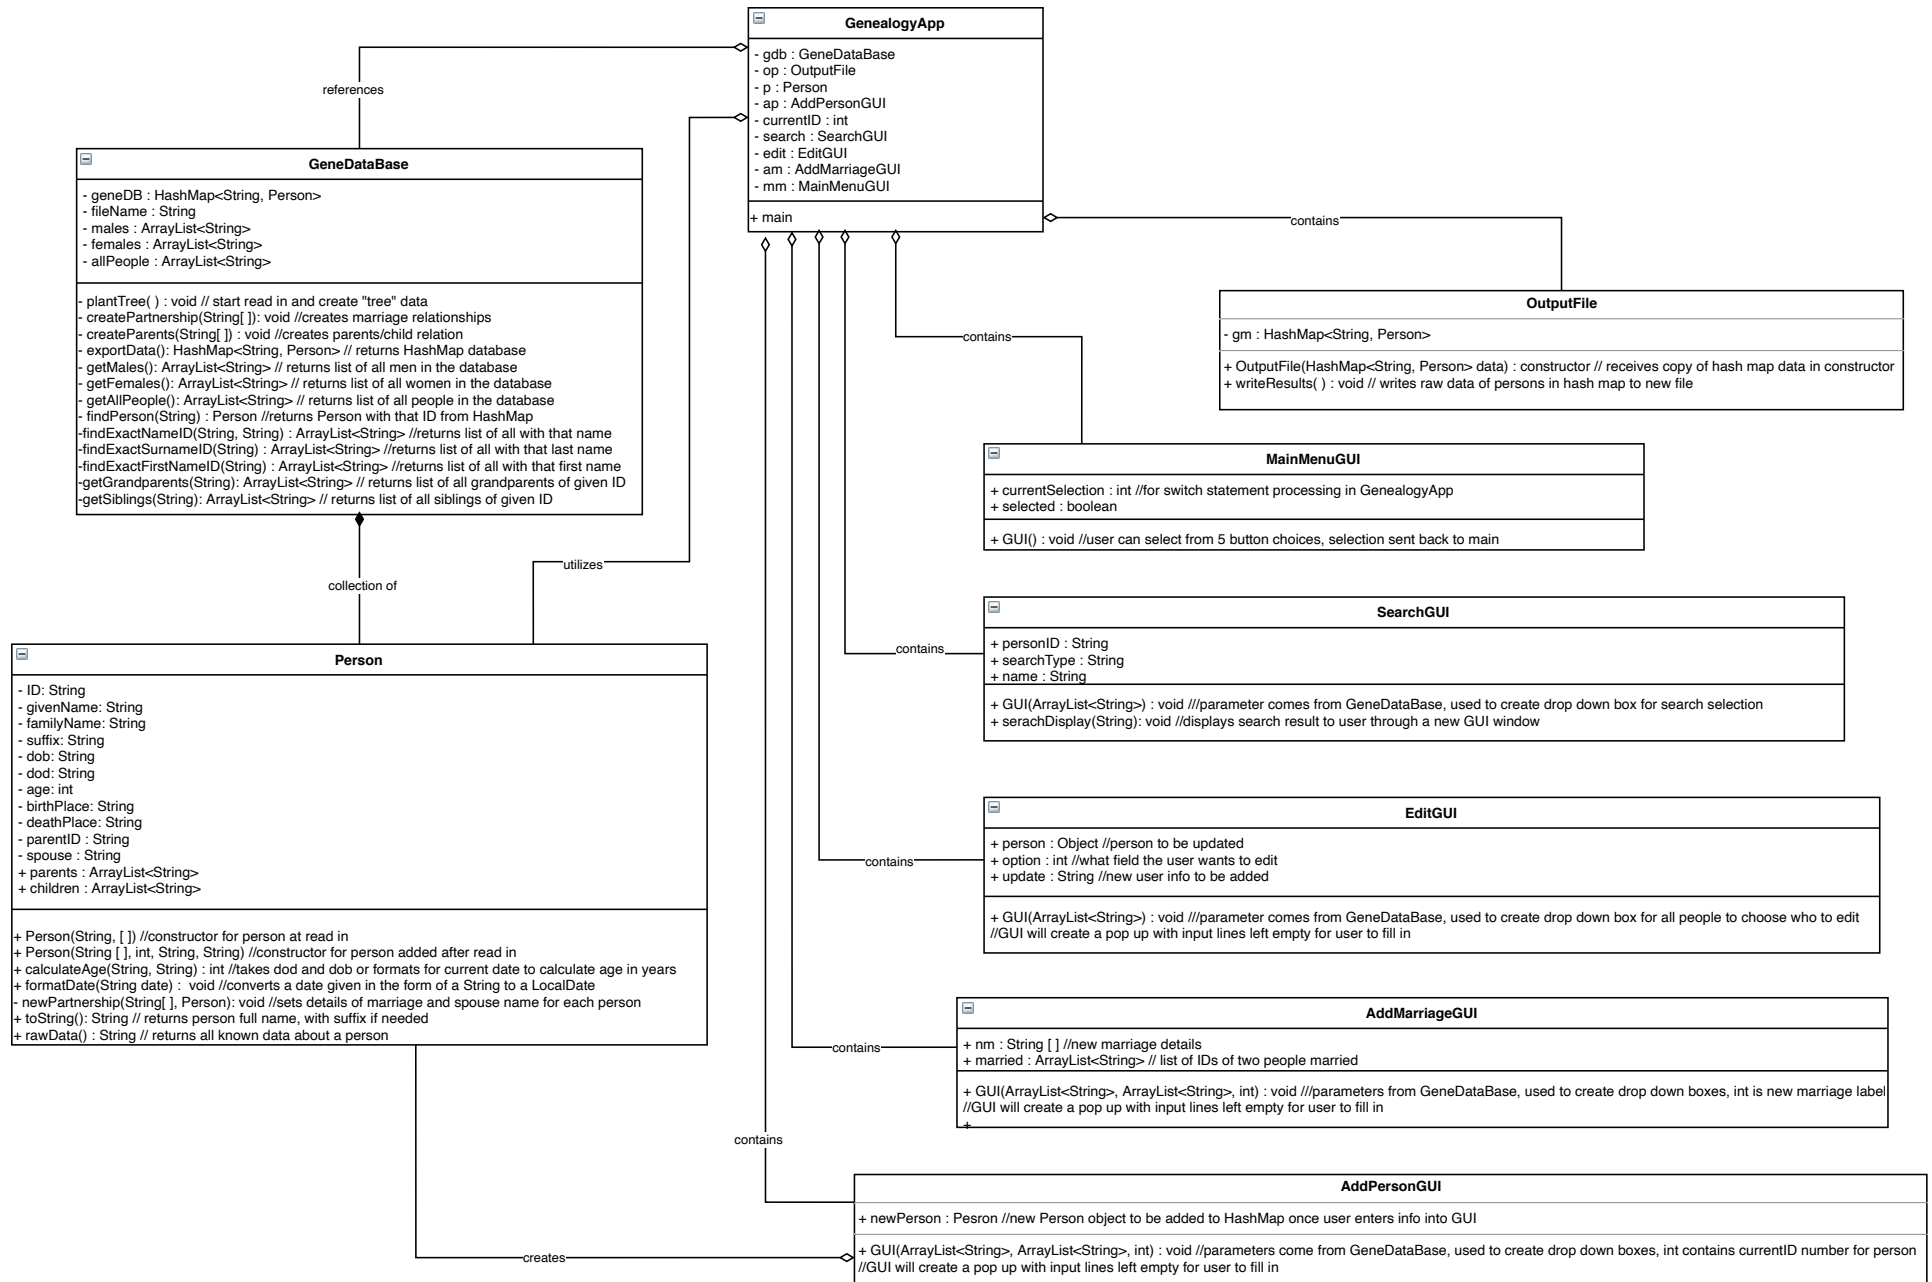 GenealogyApp
- gdb : GeneDataBase
- op : OutputFile
- p : Person
- ap : AddPersonGUI
- currentID : int
- search : SearchGUI
- edit : EditGUI
- am : AddMarriageGUI
- mm : MainMenuGUI
+ main
references
GeneDataBase
- geneDB : HashMap<String, Person>
- fileName : String
- males : ArrayList<String>
- females : ArrayList<String>
- allPeople : ArrayList<String>
- plantTree( ) : void // start read in and create "tree" data
- createPartnership(String[ ]): void //creates marriage relationships
- createParents(String[ ]) : void //creates parents/child relation
- exportData(): HashMap<String, Person> // returns HashMap database
- getMales(): ArrayList<String> // returns list of all men in the database
- getFemales(): ArrayList<String> // returns list of all women in the database
- getAllPeople(): ArrayList<String> // returns list of all people in the database
- findPerson(String) : Person //returns Person with that ID from HashMap
-findExactNameID(String, String) : ArrayList<String> //returns list of all with that name
-findExactSurnameID(String) : ArrayList<String> //returns list of all with that last name
-findExactFirstNameID(String) : ArrayList<String> //returns list of all with that first name
-getGrandparents(String): ArrayList<String> // returns list of all grandparents of given ID
-getSiblings(String): ArrayList<String> // returns list of all siblings of given ID
collection of
utilizes
Person
- ID: String
- givenName: String
- familyName: String
- suffix: String
- dob: String
- dod: String
- age: int
- birthPlace: String
- deathPlace: String
- parentID : String
- spouse : String
+ parents : ArrayList<String>
+ children : ArrayList<String>
+ Person(String, [ ]) //constructor for person at read in
+ Person(String [ ], int, String, String) //constructor for person added after read in
+ calculateAge(String, String) : int //takes dod and dob or formats for current date to calculate age in years
+ formatDate(String date) :  void //converts a date given in the form of a String to a LocalDate
- newPartnership(String[ ], Person): void //sets details of marriage and spouse name for each person
+ toString(): String // returns person full name, with suffix if needed
+ rawData() : String // returns all known data about a person
contains
OutputFile
- gm : HashMap<String, Person>
+ OutputFile(HashMap<String, Person> data) : constructor // receives copy of hash map data in constructor
+ writeResults( ) : void // writes raw data of persons in hash map to new file
contains
MainMenuGUI
+ currentSelection : int //for switch statement processing in GenealogyApp
+ selected : boolean
+ GUI() : void //user can select from 5 button choices, selection sent back to main
contains
SearchGUI
+ personID : String
+ searchType : String
+ name : String
+ GUI(ArrayList<String>) : void ///parameter comes from GeneDataBase, used to create drop down box for search selection
+ serachDisplay(String): void //displays search result to user through a new GUI window
contains
EditGUI
+ person : Object //person to be updated
+ option : int //what field the user wants to edit
+ update : String //new user info to be added
+ GUI(ArrayList<String>) : void ///parameter comes from GeneDataBase, used to create drop down box for all people to choose who to edit
//GUI will create a pop up with input lines left empty for user to fill in
contains
AddMarriageGUI
+ nm : String [ ] //new marriage details
+ married : ArrayList<String> // list of IDs of two people married
+ GUI(ArrayList<String>, ArrayList<String>, int) : void ///parameters from GeneDataBase, used to create drop down boxes, int is new marriage label
//GUI will create a pop up with input lines left empty for user to fill in
+
contains
AddPersonGUI
+ newPerson : Pesron //new Person object to be added to HashMap once user enters info into GUI
+ GUI(ArrayList<String>, ArrayList<String>, int) : void //parameters come from GeneDataBase, used to create drop down boxes, int contains currentID number for person
//GUI will create a pop up with input lines left empty for user to fill in
creates